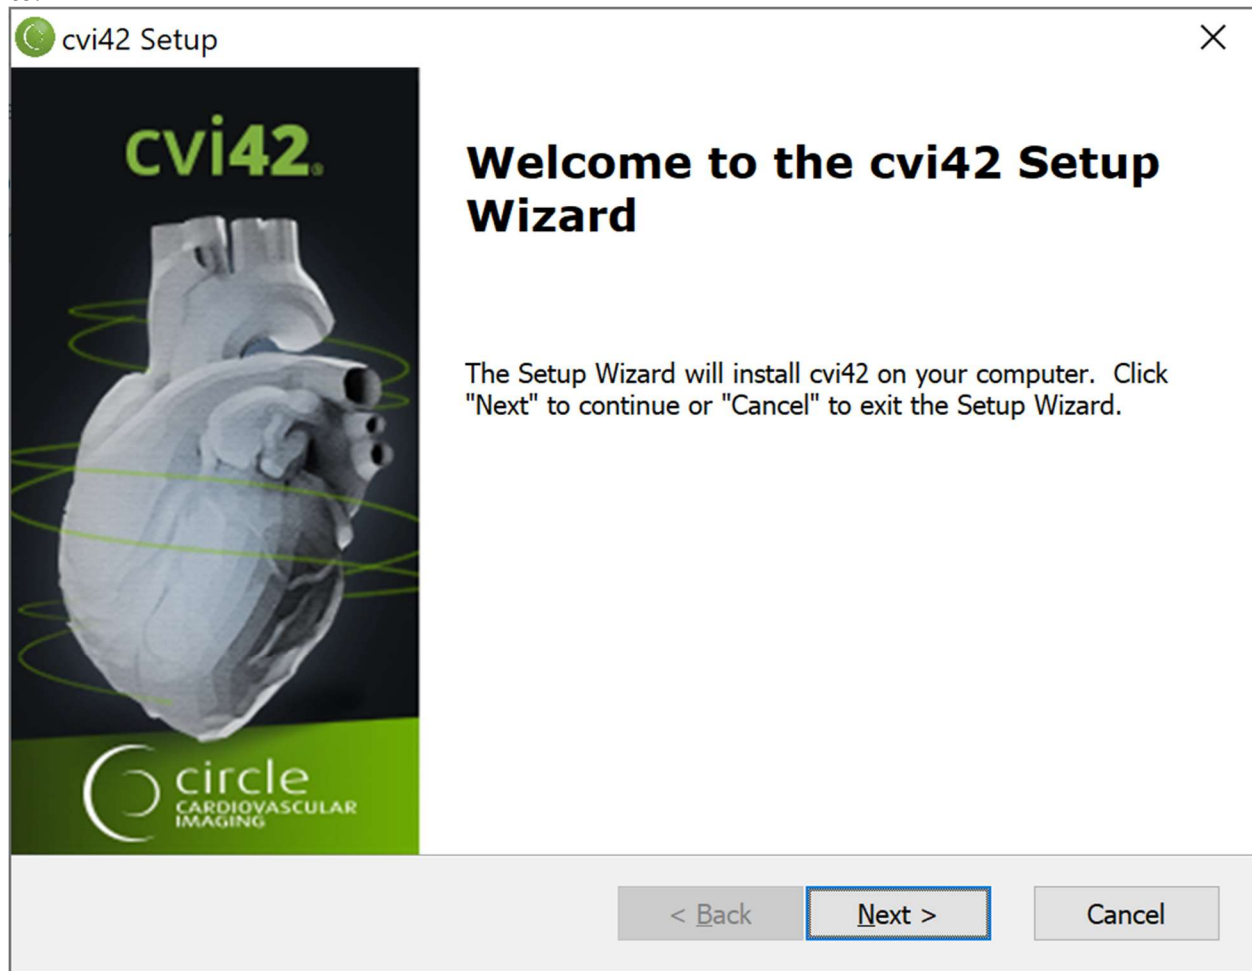 cvi42 Setup
cvi42®
Welcome to the cvi42 Setup
Wizard
The Setup Wizard will install cvi42 on your computer.  Click
"Next" to continue or "Cancel" to exit the Setup Wizard.
circle
CARDIOVASCULAR
IMAGING
< Back
Next >
Cancel